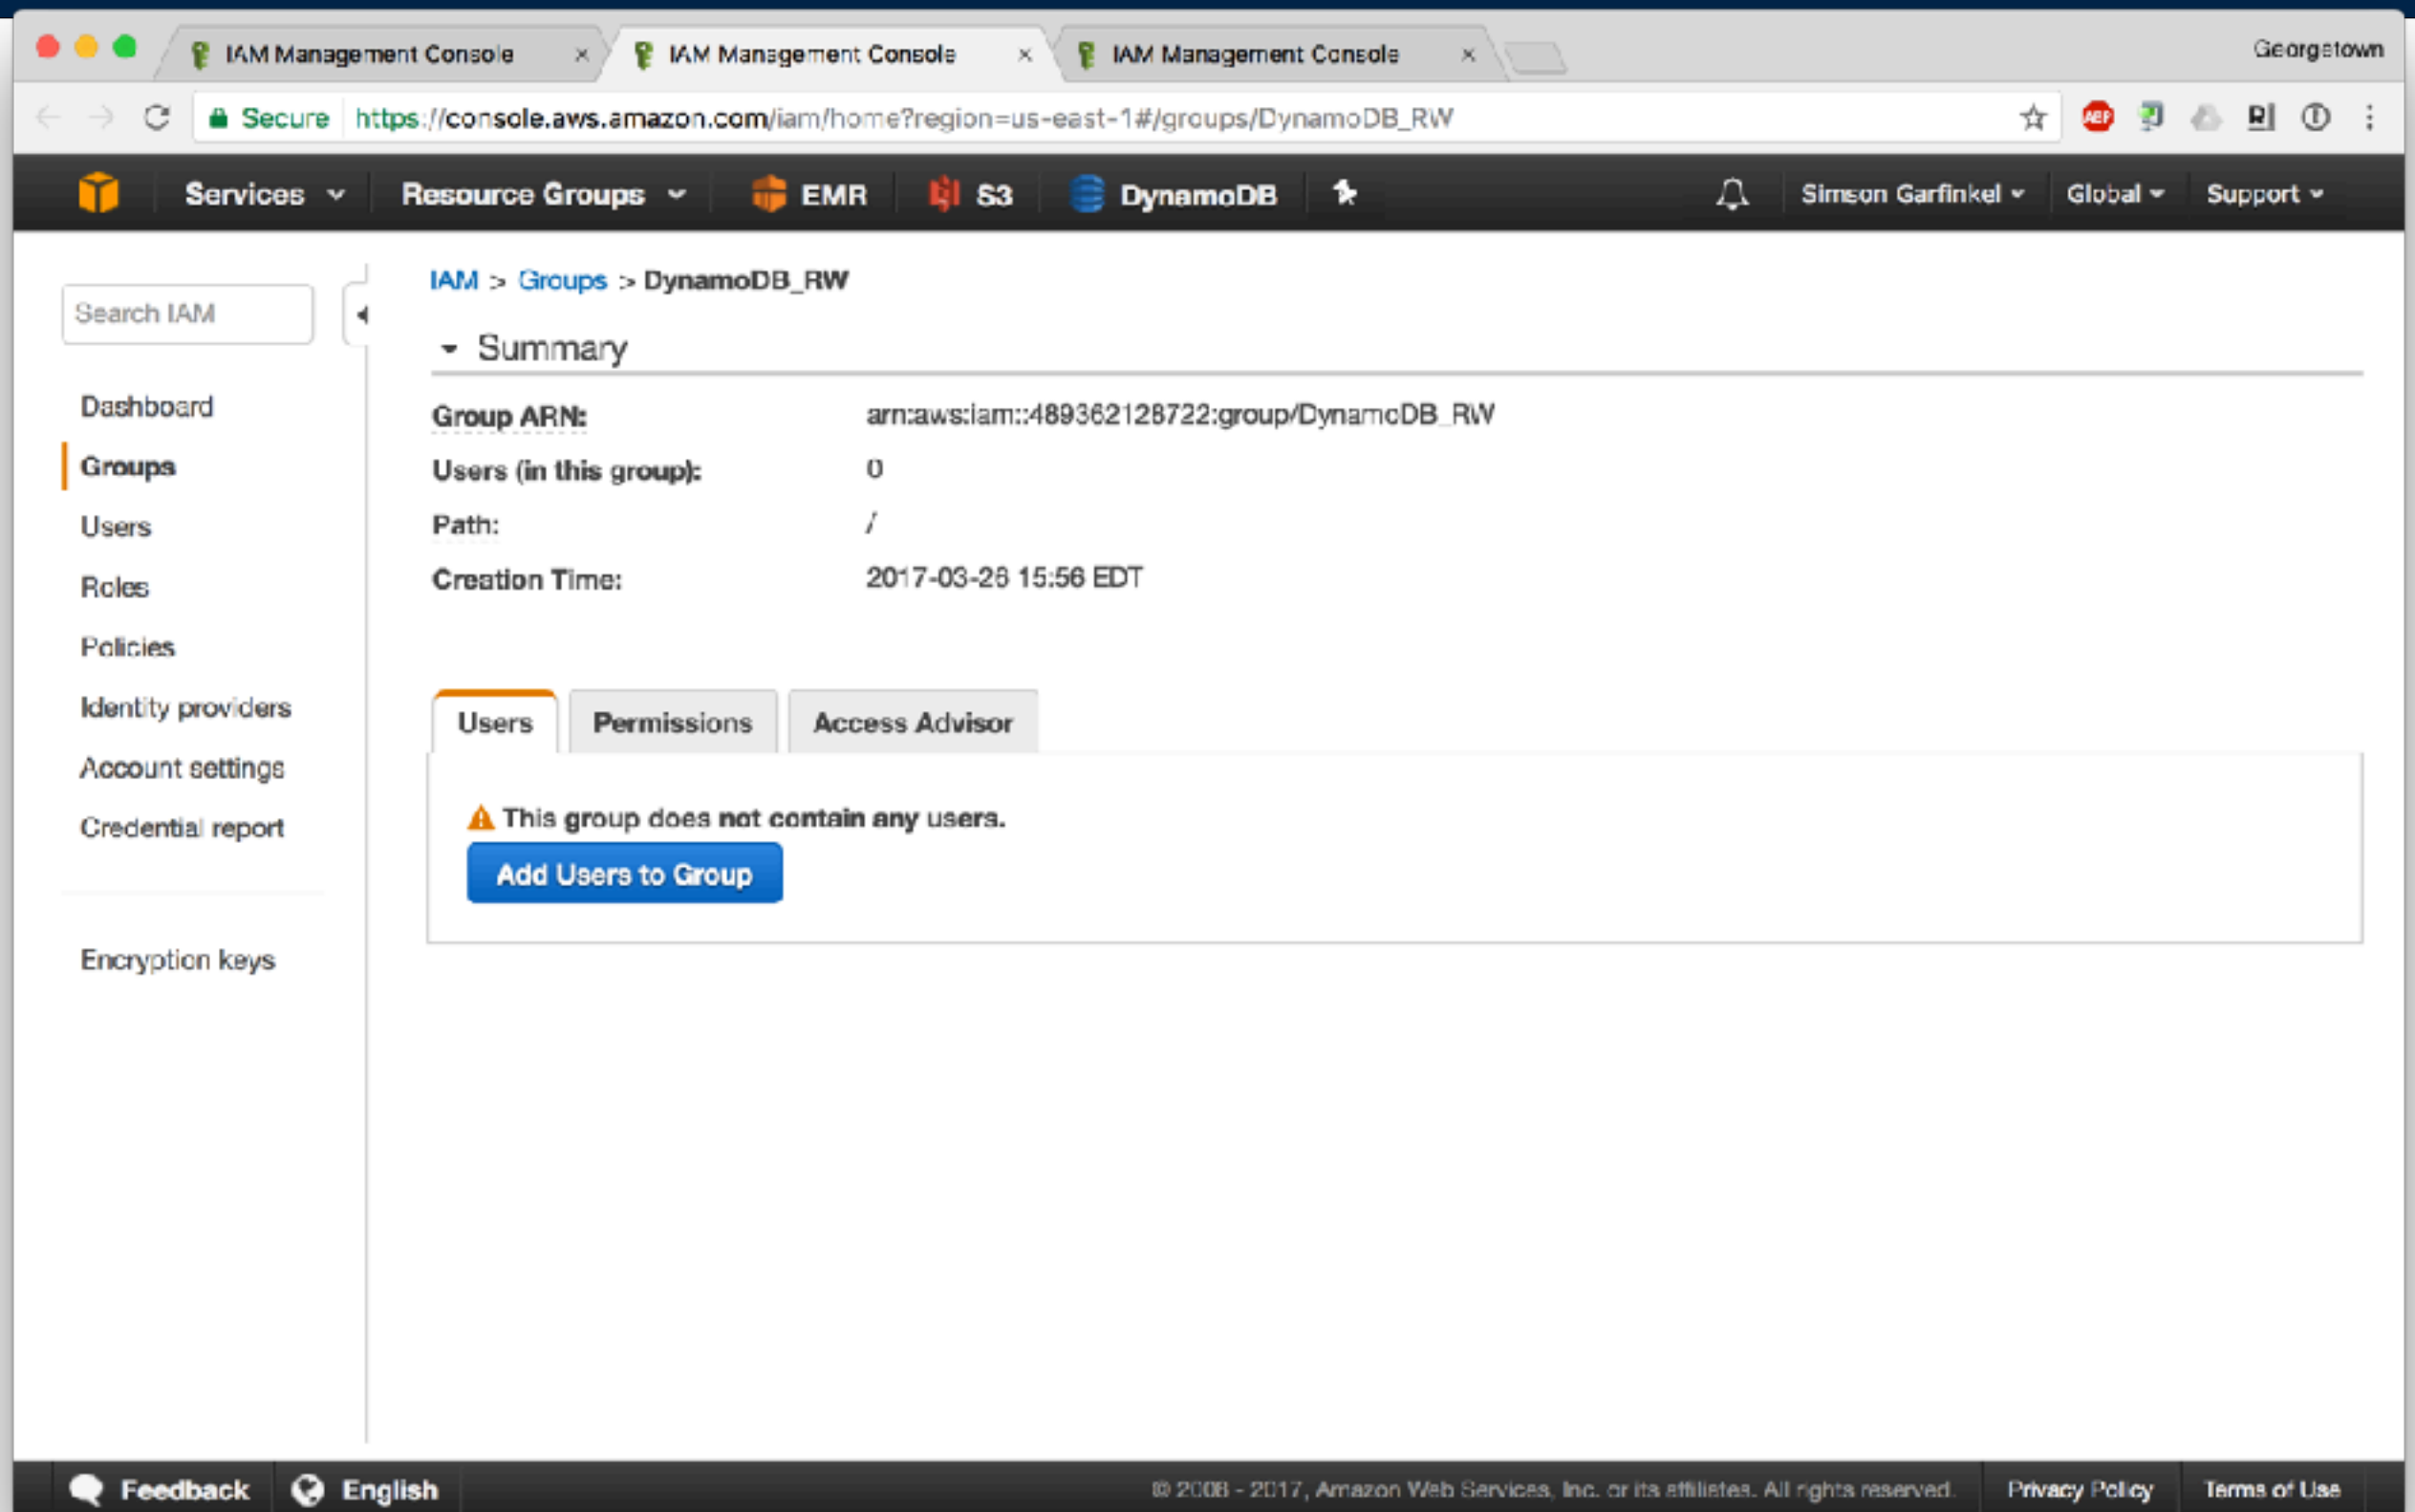 IAM Management Console × IAM Management Console × IAM Management Console × Georgetown
Secure https://console.aws.amazon.com/iam/home?region=us-east-1#/groups/DynamoDB_RW ABP
Services Resource Groups EMR S3 DynamoDB Simson Garfinkel Global Support
Search IAM
Dashboard
Groups
Users
Roles
Policies
Identity providers
Account settings
Credential report
Encryption keys
IAM > Groups > DynamoDB_RW
Summary
Group ARN: arn:aws:iam::489362128722:group/DynamoDB_RW
Users (in this group): 0
Path: /
Creation Time: 15:56 EDT
Users Permissions Access Advisor
This group does not contain any users.
Add Users to Group
Feedback English © 2008 - 2017, Amazon Web Services, Inc. or its affiliates. All rights reserved. Privacy Policy Terms of Use